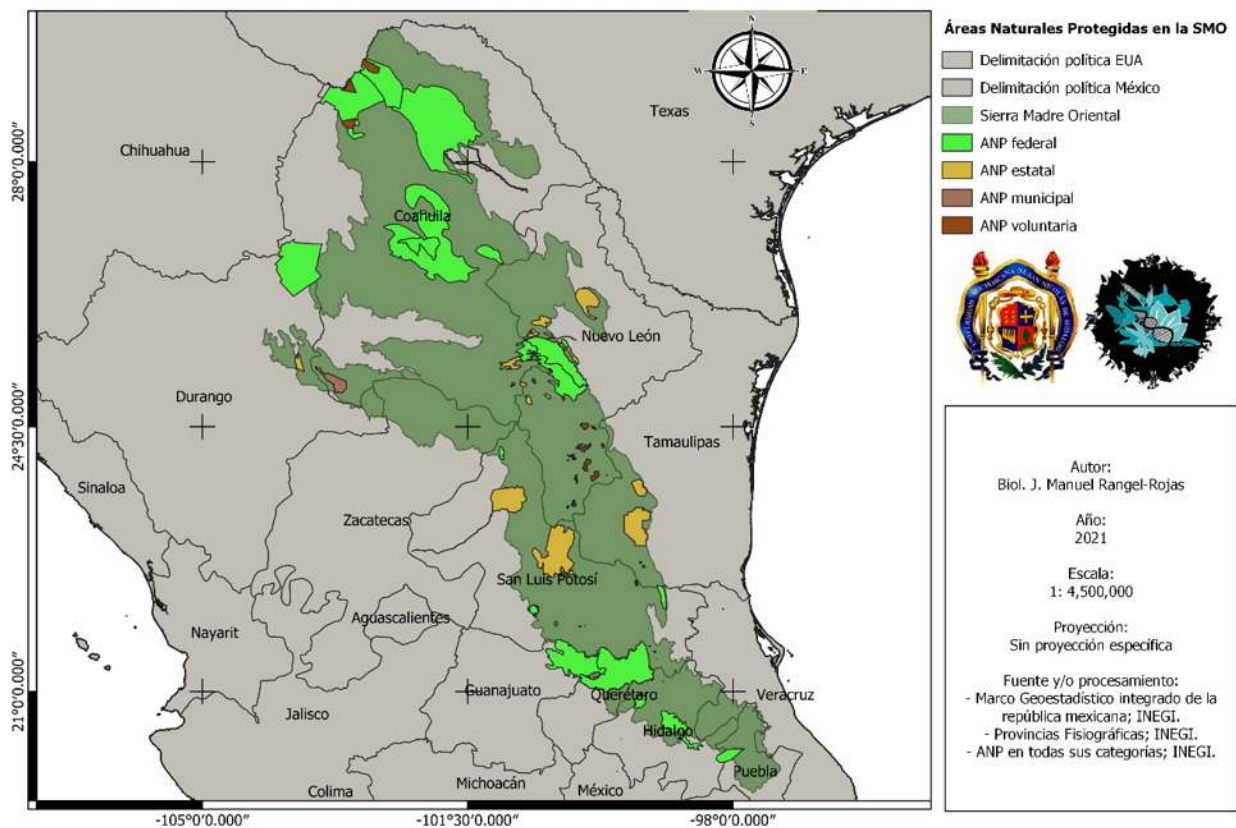 Áreas Naturales Protegidas en la SMO
Delimitación política EUA
Delimitación política México
Sierra Madre Oriental
ANP federal
ANP estatal
ANP municipal
ANP voluntaria
N
W
E
S
Texas
Chihuahua
Coahuila
Nuevo León
Durango
Tamaulipas
Sinaloa
Zacatecas
San Luis Potosí
Aguascalientes
Nayarit
Guanajuato
Querétaro
Veracruz
Jalisco
Hidalgo
Puebla
Michoacán
México
Colima
28°0'0.000"
24°30'0.000"
21°0'0.000"
-105°0'0.000"
-101°30'0.000"
-98°0'0.000"
Autor:
Biol. J. Manuel Rangel-Rojas
Año:
2021
Escala:
1: 4,500,000
Proyección:
Sin proyección específica
Fuente y/o procesamiento:
- Marco Geoestadístico integrado de la
república mexicana; INEGI.
- Provincias Fisiográficas; INEGI.
- ANP en todas sus categorías; INEGI.